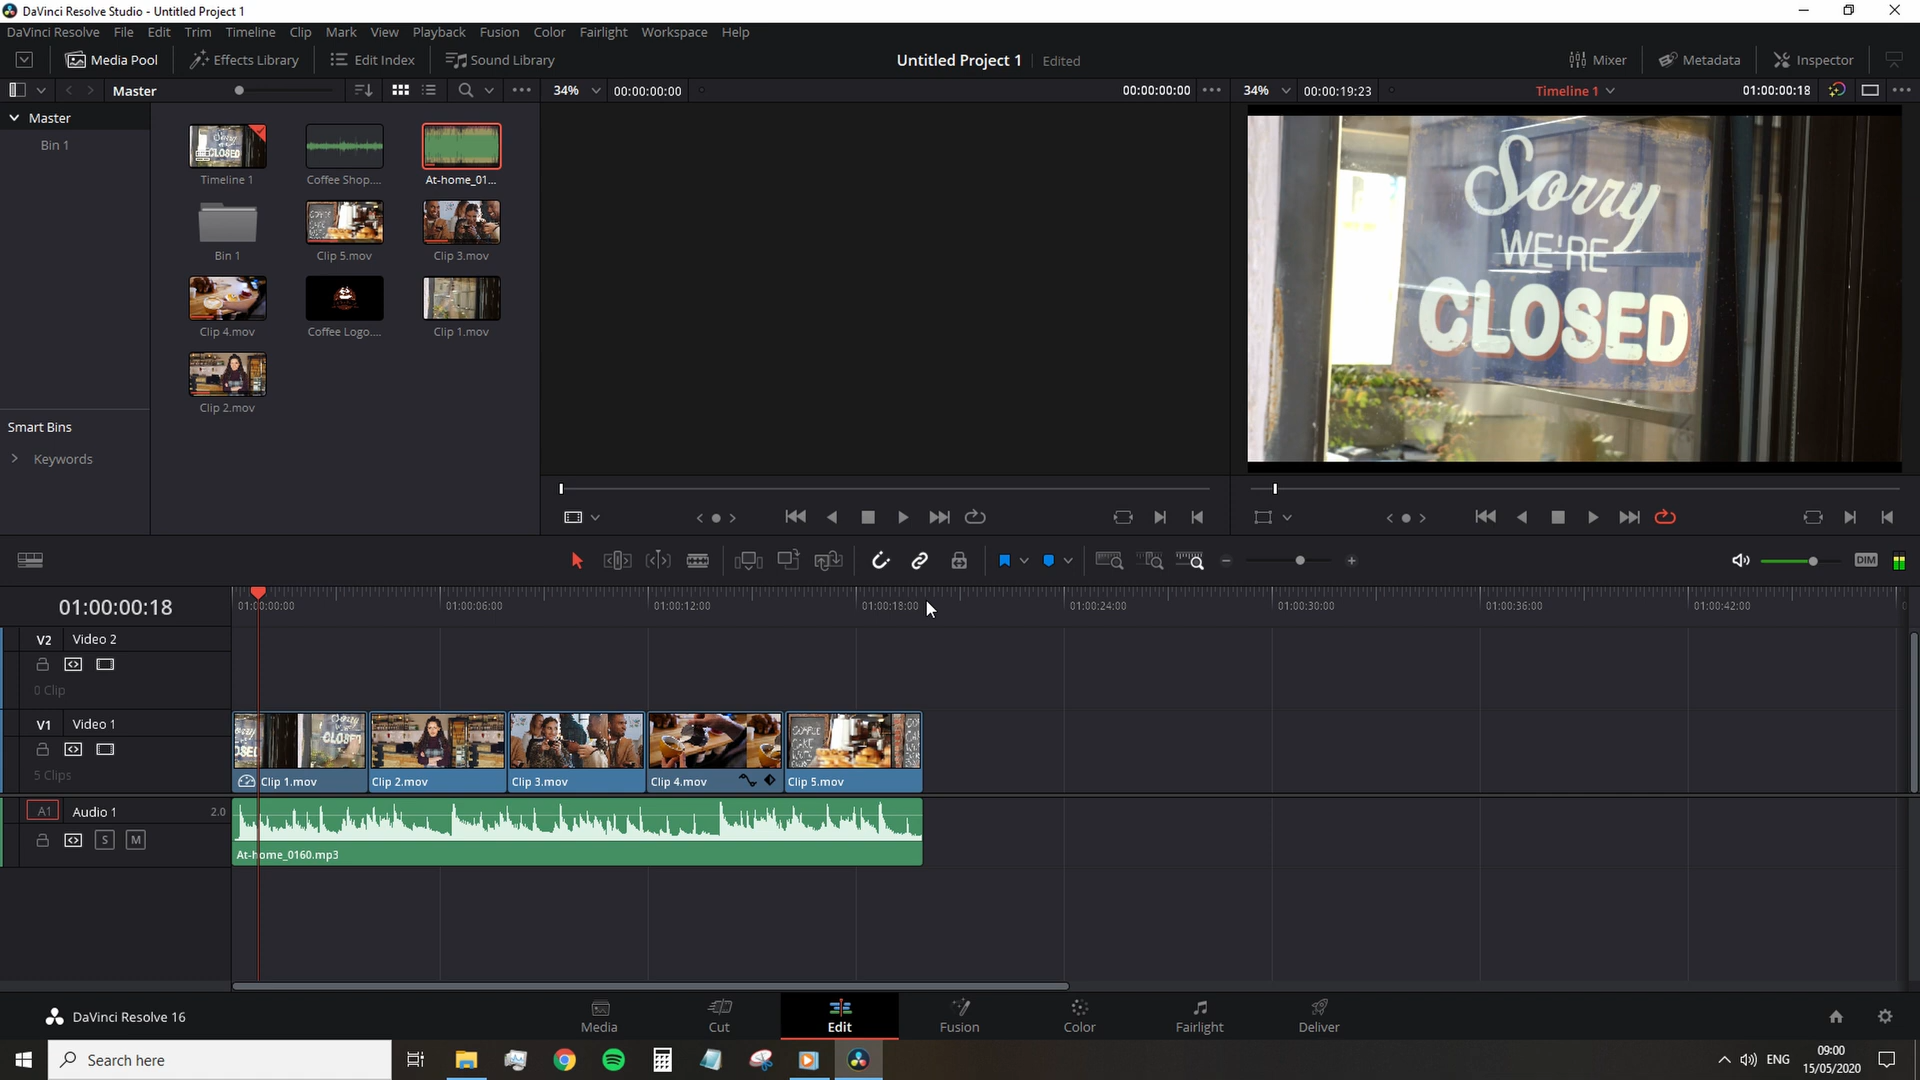 DaVinci Resolve Studio - Untitled Project 1
DaVinci Resolve File Edit Trim Timeline Clip Mark View Playback Fusion Color Fairlight Workspace Help
Media Pool Effects Library Edit Index Sound Library Untitled Project 1 Edited Mixer Metadata Inspector
Master 34% 00:00:00:00 00:00:00:00 34% 00:00:19:23 Timeline 1 01:00:00:18
Master
Bin 1
Timeline 1 Coffee Shop.... At-home_01...
Bin 1 Clip 5.mov Clip 3.mov
Clip 4.mov Coffee Logo.... Clip 1.mov
Clip 2.mov
Smart Bins
Keywords
Sorry
WE'RE
CLOSED
DIM
01:00:00:18
01:00:00:00 01:00:06:00 01:00:12:00 01:00:18:00 01:00:24:00 01:00:30:00 01:00:36:00 01:00:42:00
V2 Video 2
0 Clip
V1 Video 1
5 Clips
Clip 1.mov Clip 2.mov Clip 3.mov Clip 4.mov Clip 5.mov
A1 Audio 1 2.0
S M
At-home_0160.mp3
DaVinci Resolve 16
Media Cut Edit Fusion Color Fairlight Deliver
Search here
ENG
09:00
15/05/2020